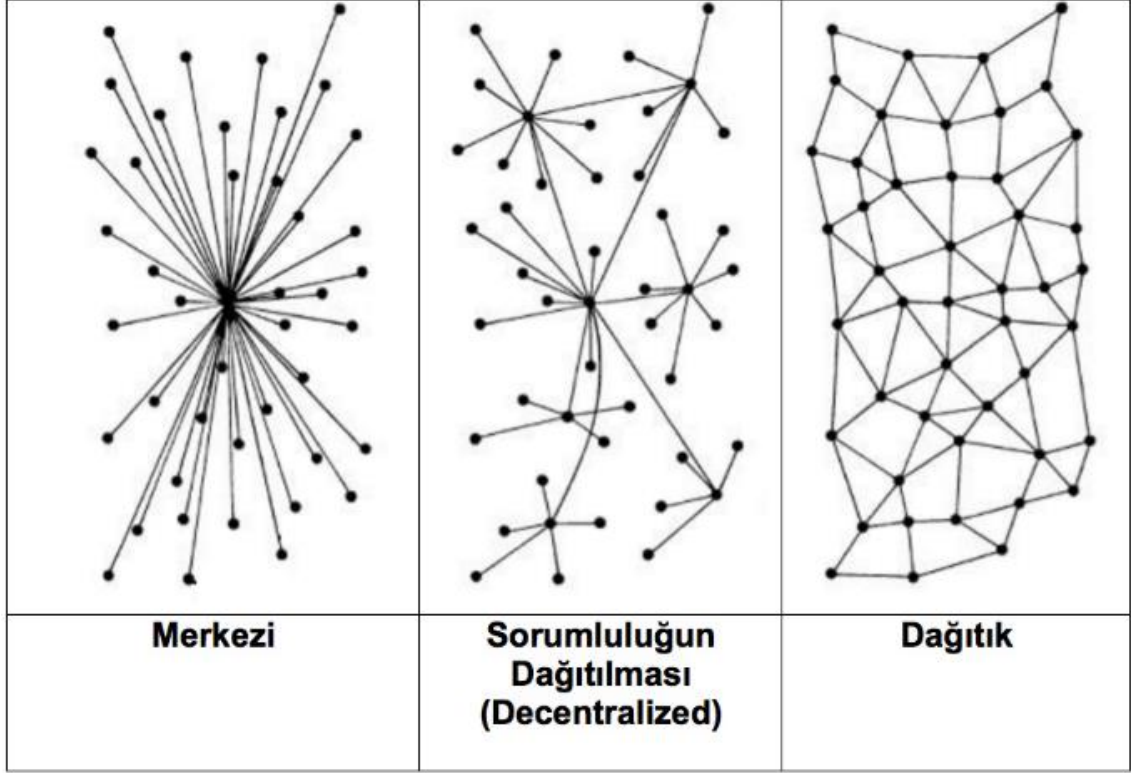 Merkezi
Sorumluluğun
Dağıtılması
(Decentralized)
Dağıtık